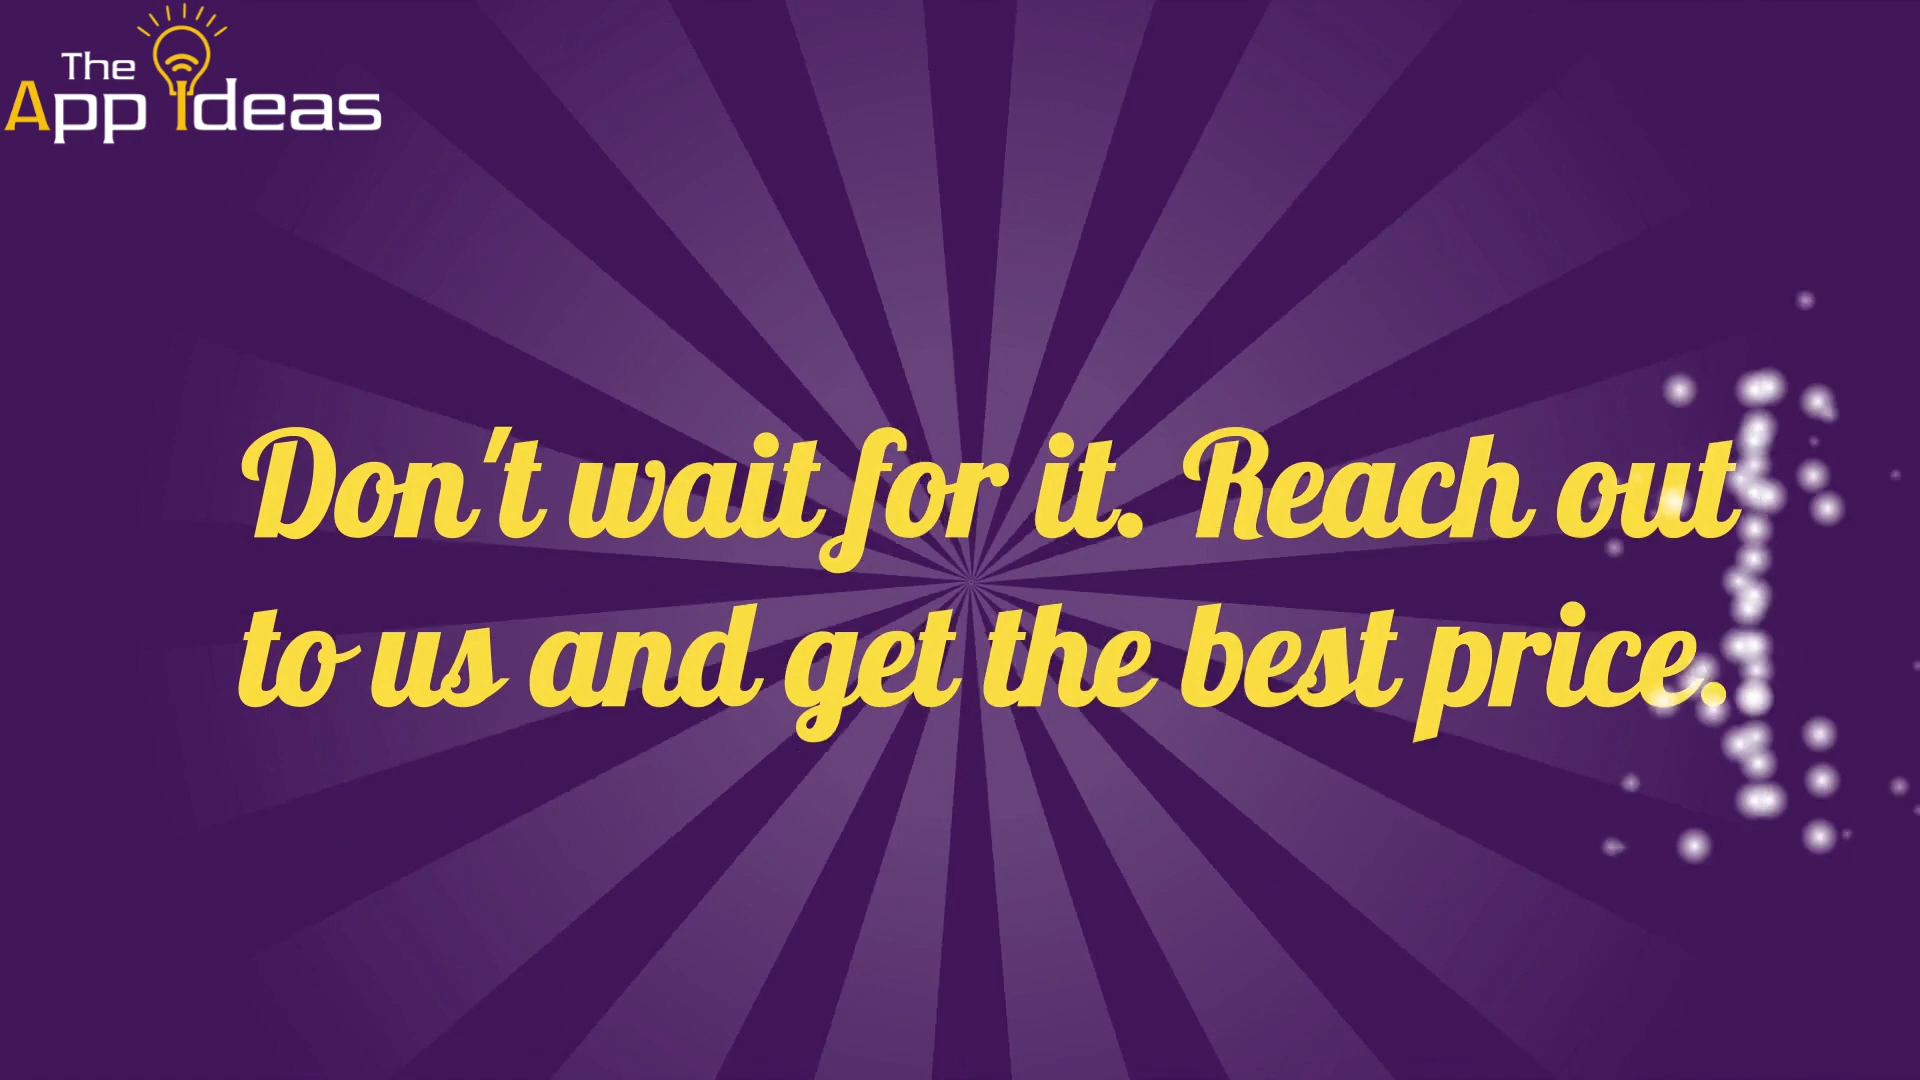 The
App Ideas
Don't wait for it. Reach out
to us and get the best price.